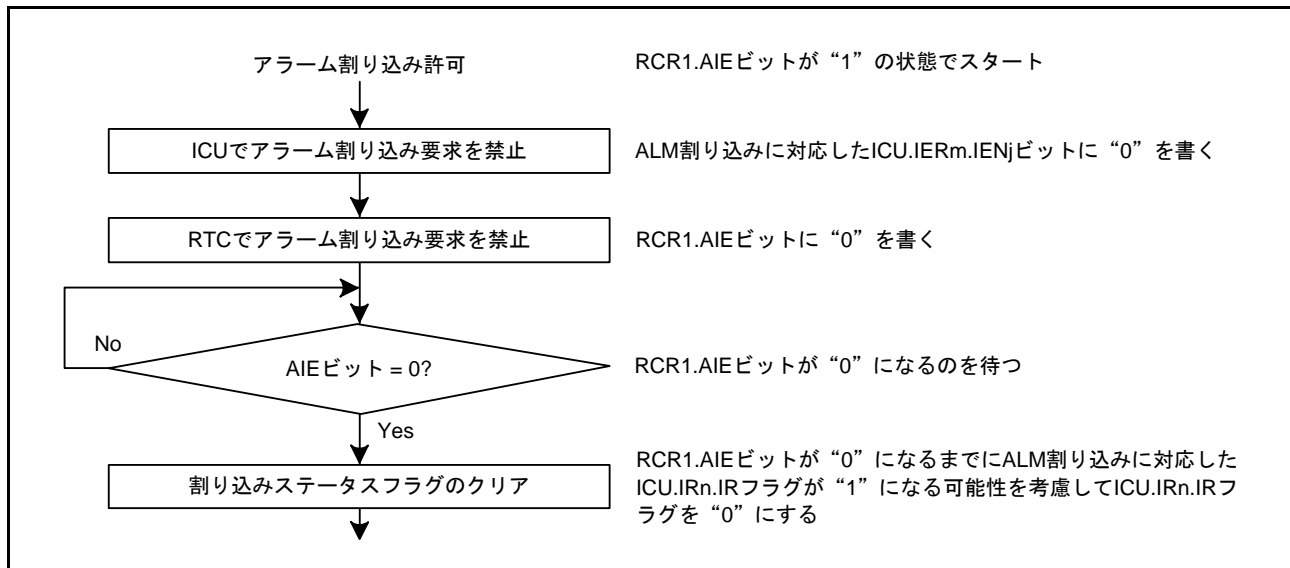 アラーム割り込み許可
RCR1.AIEビットが“1”の状態でスタート
ICUでアラーム割り込み要求を禁止
ALM割り込みに対応したICU.IERm.IENjビットに“0”を書く
RTCでアラーム割り込み要求を禁止
RCR1.AIEビットに“0”を書く
No
AIEビット = 0?
RCR1.AIEビットが“0”になるのを待つ
Yes
割り込みステータスフラグのクリア
RCR1.AIEビットが“0”になるまでにALM割り込みに対応した
ICU.IRn.IRフラグが“1”になる可能性を考慮してICU.IRn.IRフ
ラグを“0”にする